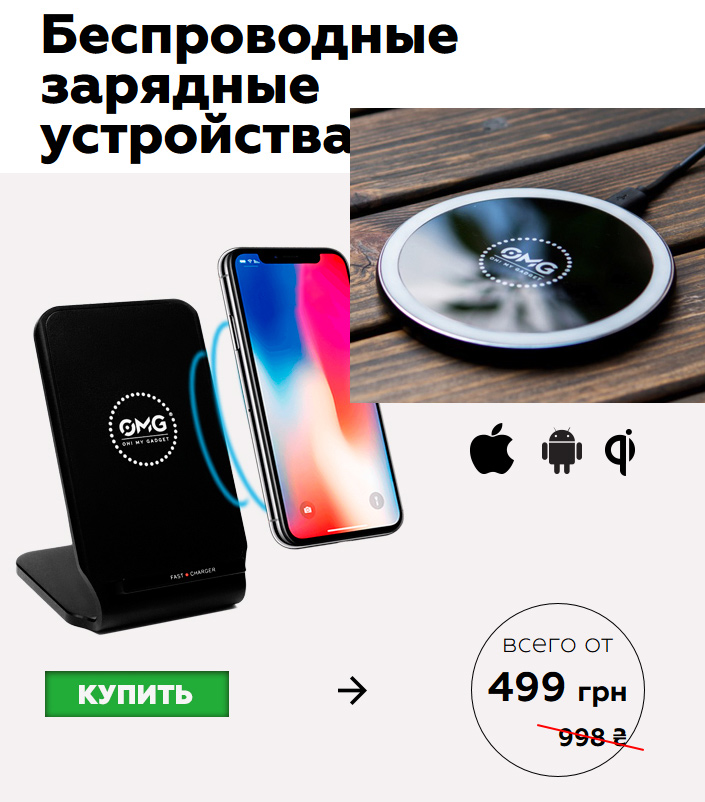 Беспроводные
зарядные
устройства
OMG
OH! MY GADGET
OMG
OH! MY GADGET
FAST CHARGER
всего от
499 грн
998 ₴
КУПИТЬ